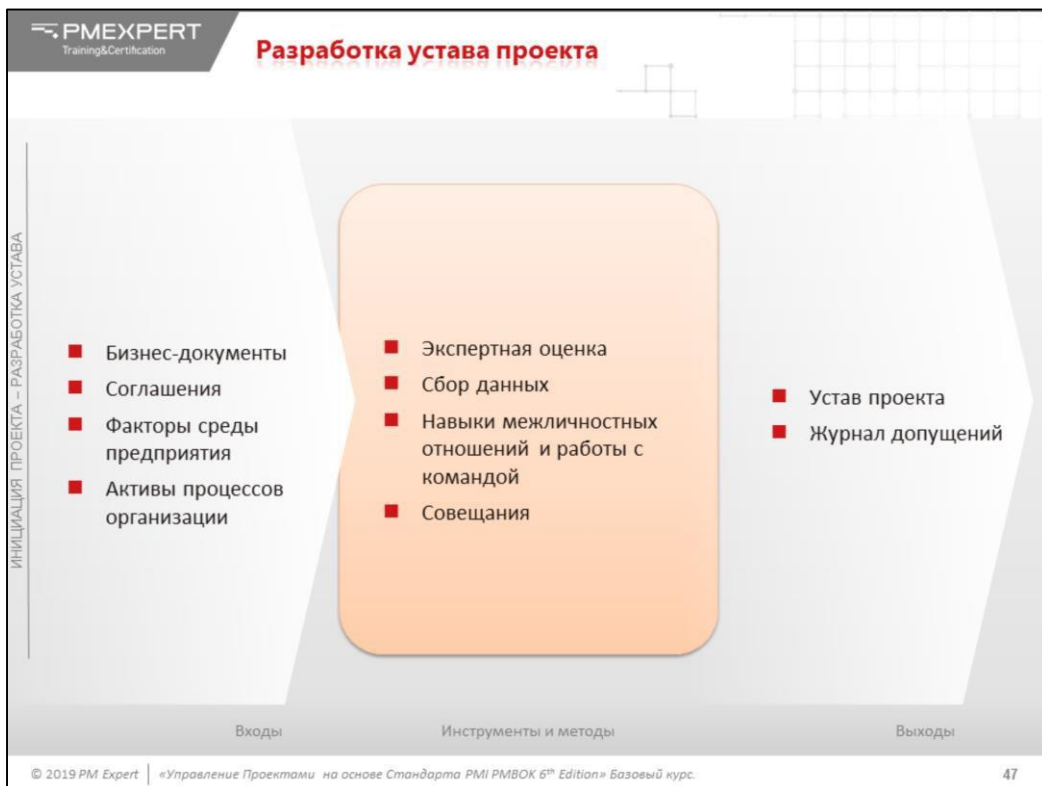 PMEXPERT
Training&Certification
Разработка устава проекта
ИНИЦИАЦИЯ ПРОЕКТА – РАЗРАБОТКА УСТАВА
Бизнес-документы
Соглашения
Факторы среды
предприятия
Активы процессов
организации
Экспертная оценка
Сбор данных
Навыки межличностных
отношений и работы с
командой
Совещания
Устав проекта
Журнал допущений
Входы
Инструменты и методы
Выходы
© 2019 PM Expert | «Управление Проектами на основе Стандарта PMI PMBOK 6th Edition» Базовый курс.
47